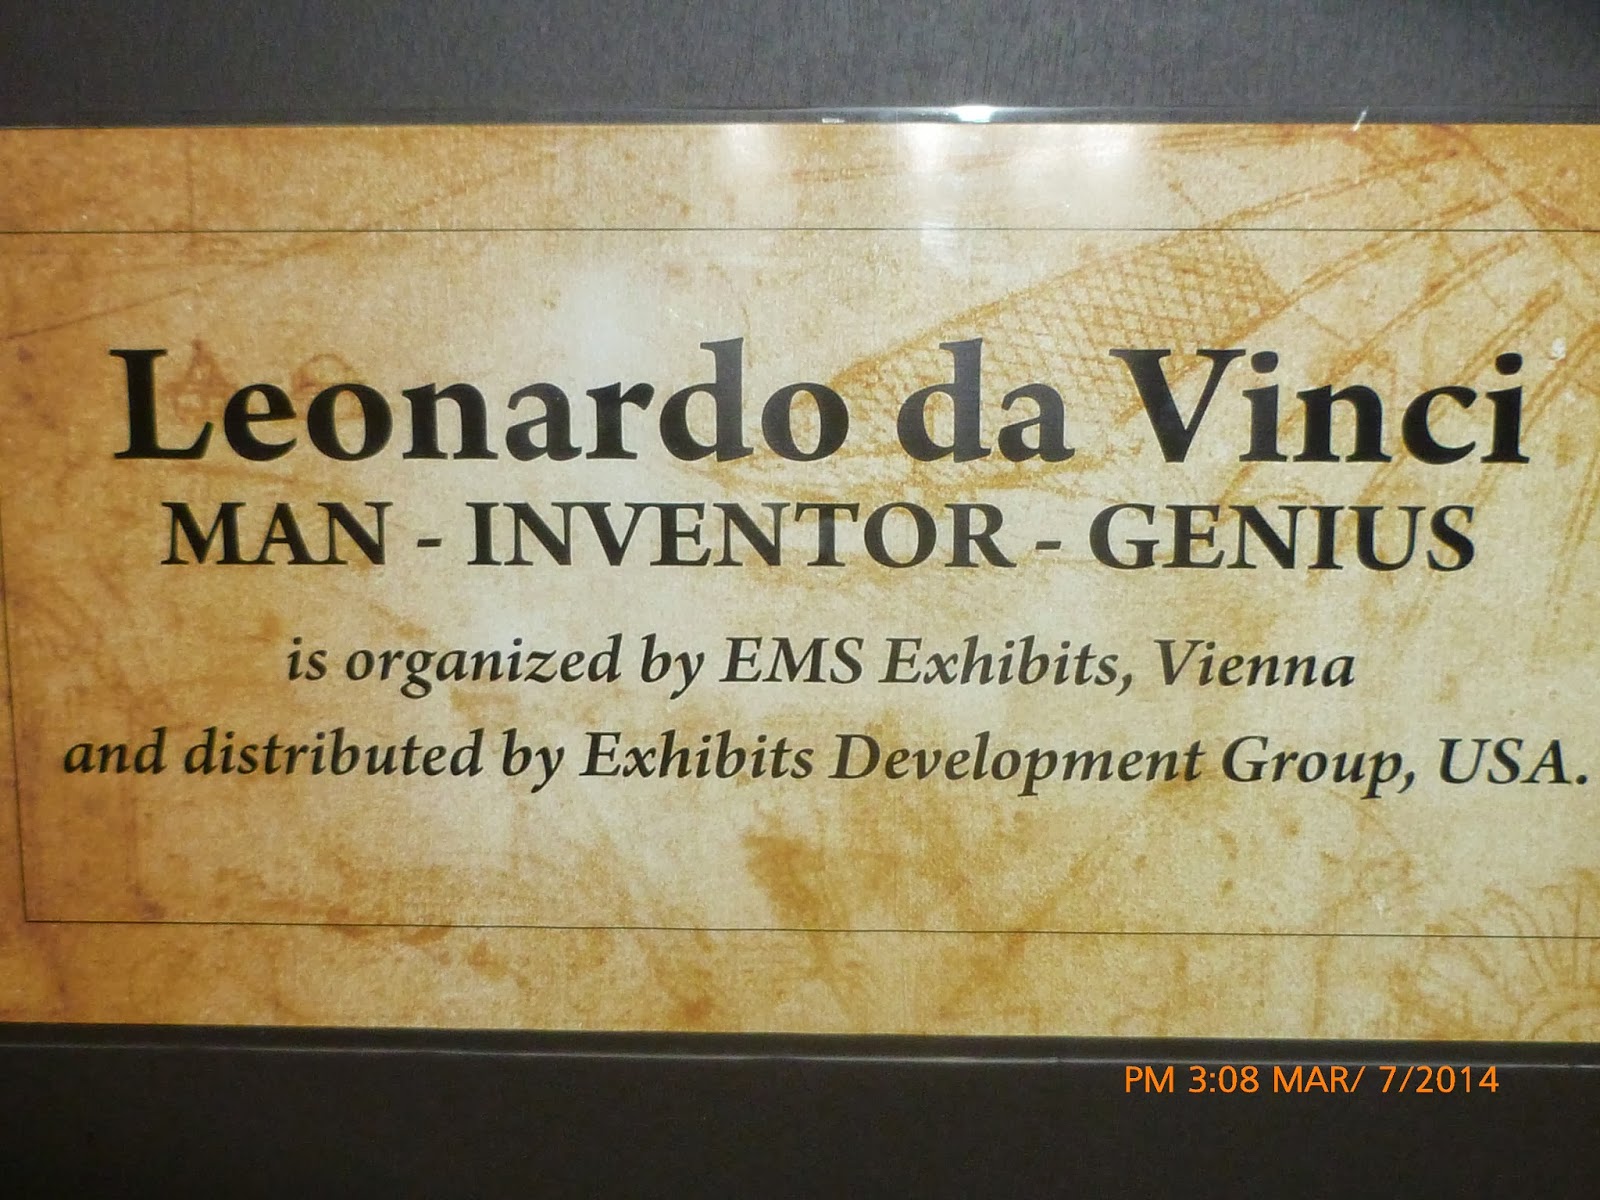 Leonardo da Vinci
MAN - INVENTOR - GENIUS
is organized by EMS Exhibits, Vienna
and distributed by Exhibits Development Group, USA.
PM 3:08 MAR/ 7/2014